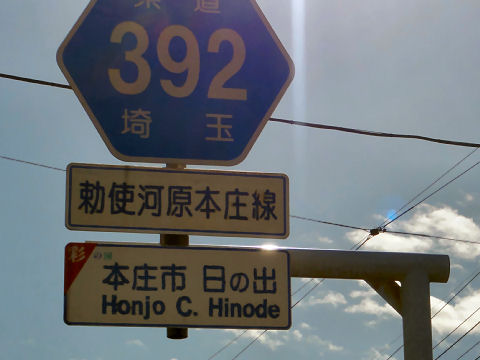 県道
392
埼玉
勅使河原本庄線
彩の国
本庄市 日の出
Honjo C. Hinode